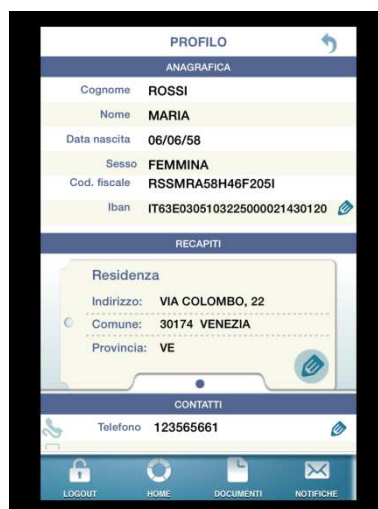 PROFILO
ANAGRAFICA
Cognome ROSSI
Nome MARIA
Data nascita 06/06/58
Sesso FEMMINA
Cod. fiscale RSSMRA58H46F205I
Iban IT63E0305103225000021430120
RECAPITI
Residenza
Indirizzo: VIA COLOMBO, 22
Comune: 30174 VENEZIA
Provincia: VE
CONTATTI
Telefono 123565661
LOGOUT HOME DOCUMENTI NOTIFICHE